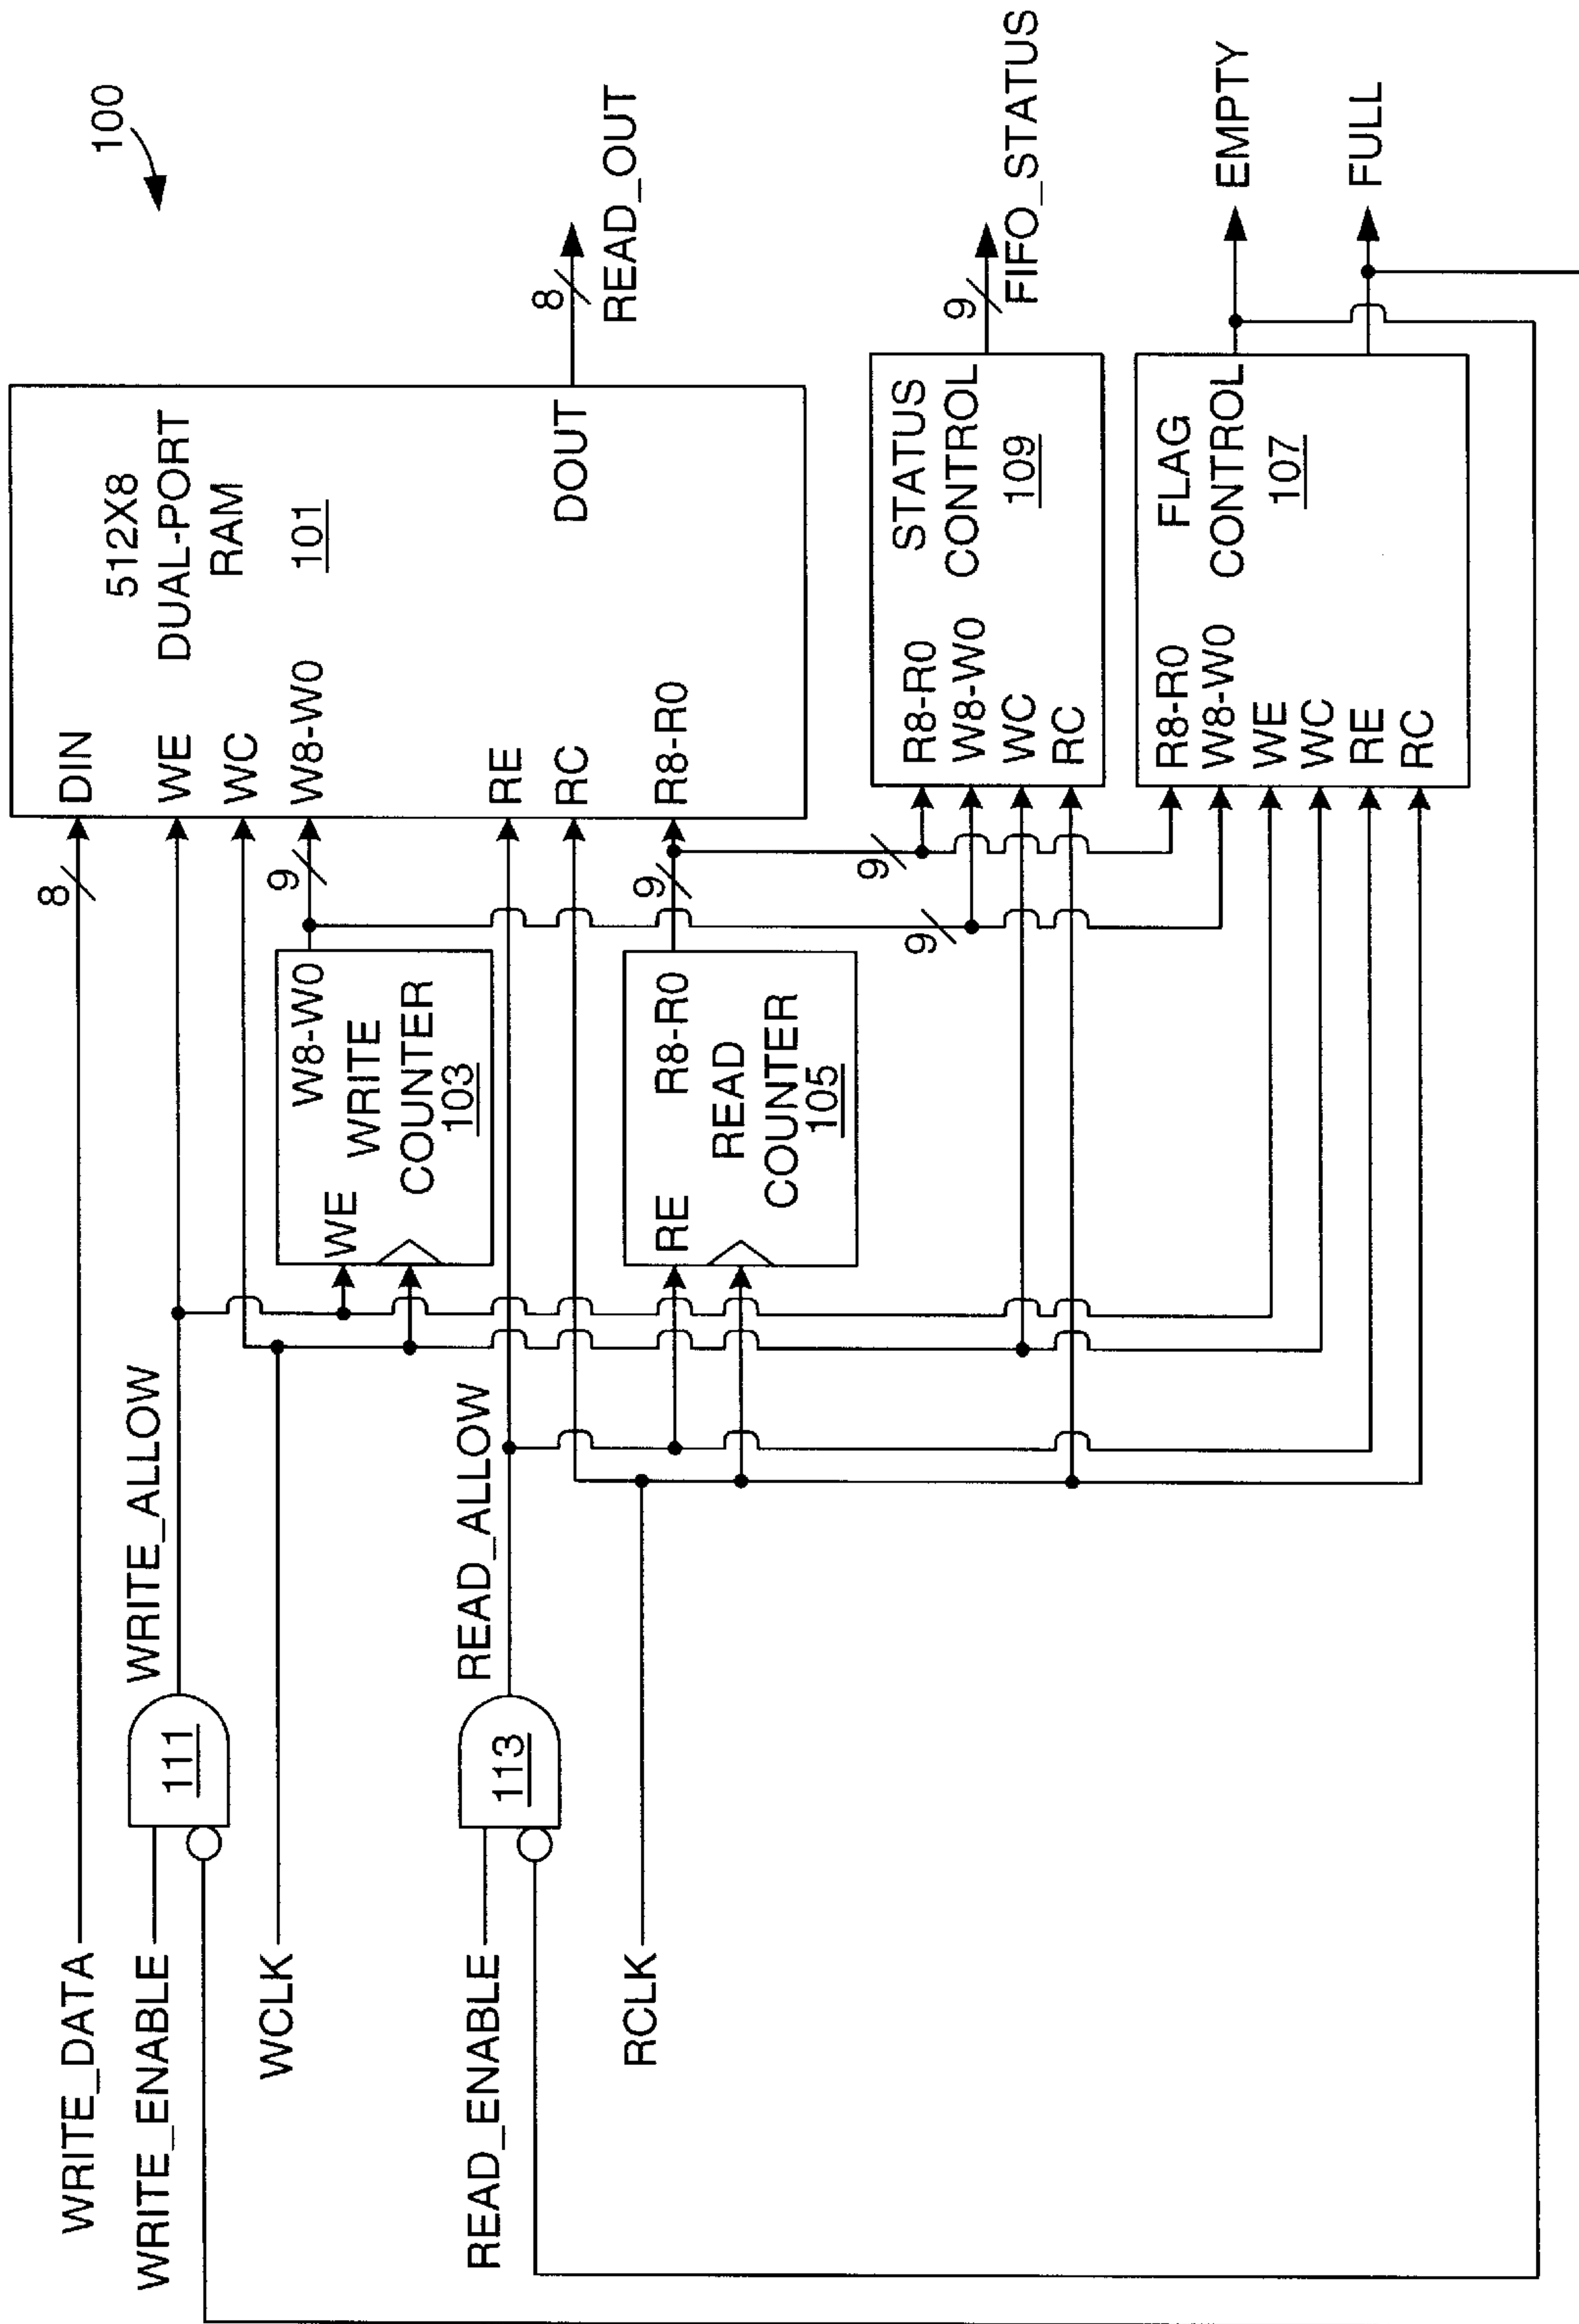 100
WRITE_DATA
8
DIN
512X8
DUAL-PORT
RAM
101
WRITE_ENABLE
111
WRITE_ALLOW
WE
WCLK
WC
W8-W0
9
WE
W8-W0
WRITE
COUNTER
103
READ_ENABLE
113
READ_ALLOW
RE
RC
DOUT
8
READ_OUT
RCLK
RE
R8-R0
READ
COUNTER
105
9
R8-R0
9
9
R8-R0
W8-W0
WC
RC
STATUS
CONTROL
109
9
FIFO_STATUS
R8-R0
W8-W0
WE
WC
RE
RC
FLAG
CONTROL
107
EMPTY
FULL